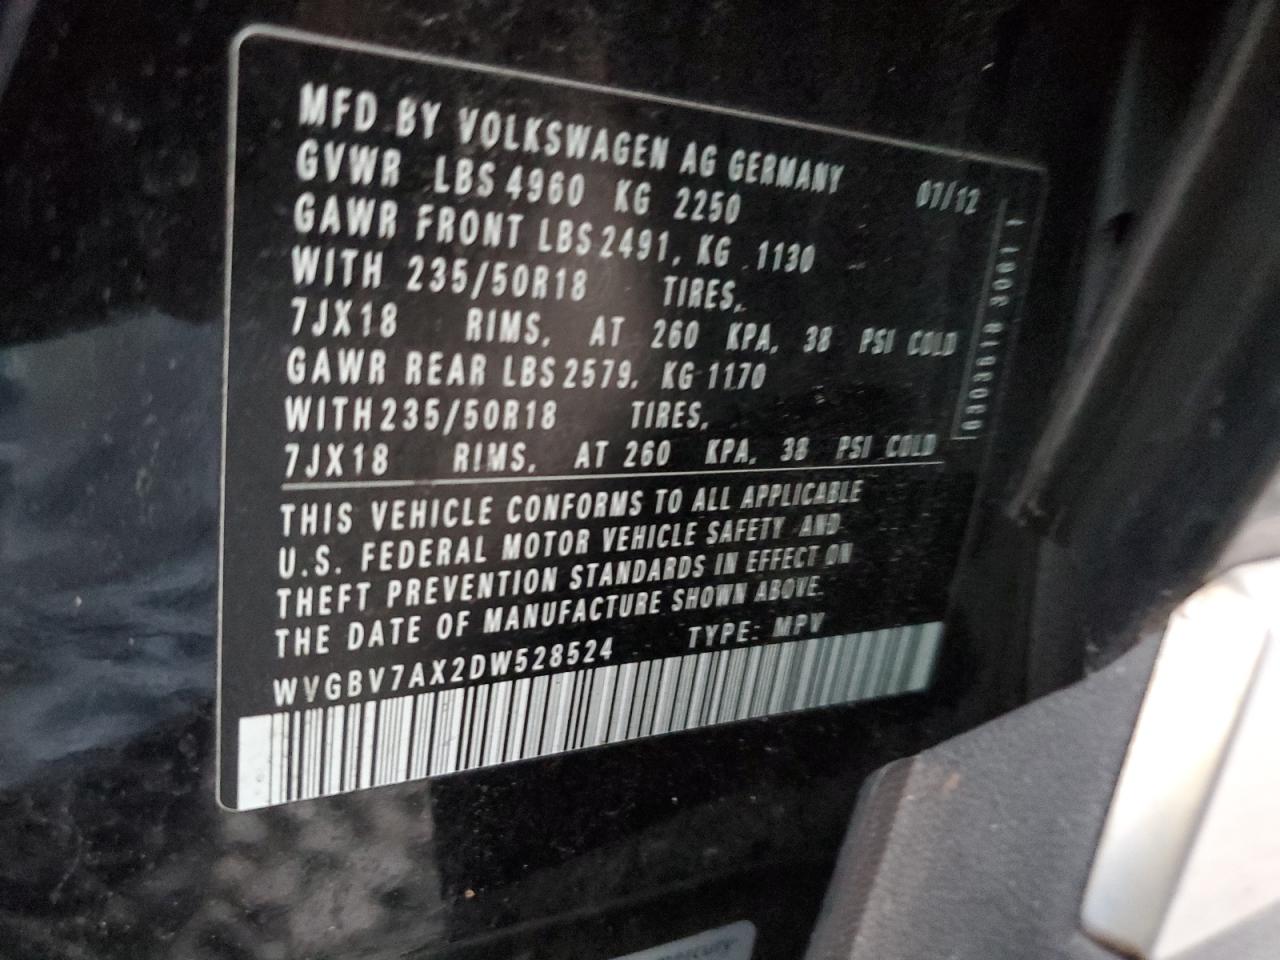 MFD BY VOLKSWAGEN AG GERMANY 07/12
GVWR LBS 4960 KG 2250
GAWR FRONT LBS 2491, KG 1130
WITH 235/50R18 TIRES,
7JX18 RIMS, AT 260 KPA, 38 PSI COLD
GAWR REAR LBS 2579, KG 1170
WITH 235/50R18 TIRES,
7JX18 RIMS, AT 260 KPA, 38 PSI COLD
THIS VEHICLE CONFORMS TO ALL APPLICABLE
U.S. FEDERAL MOTOR VEHICLE SAFETY AND
THEFT PREVENTION STANDARDS IN EFFECT ON
THE DATE OF MANUFACTURE SHOWN ABOVE.
WVGBV7AX2DW528524 TYPE: MPV